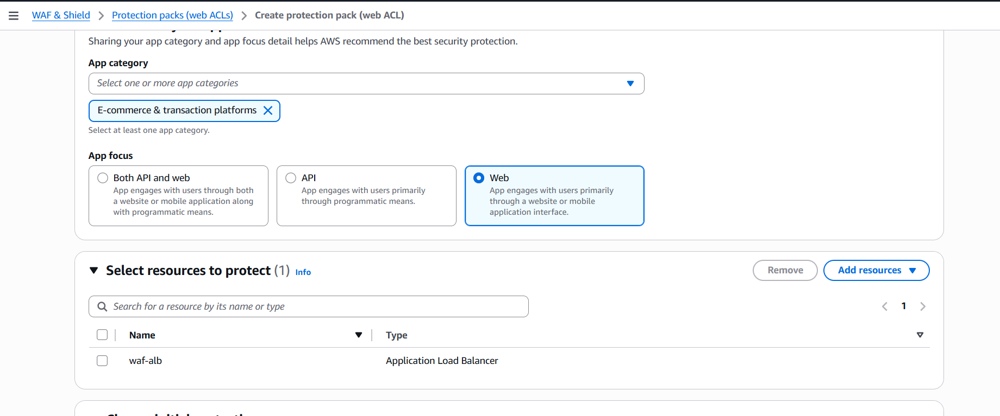 WAF & Shield > Protection packs (web ACLs) > Create protection pack (web ACL)
Sharing your app category and app focus detail helps AWS recommend the best security protection.
App category
Select one or more app categories
E-commerce & transaction platforms
Select at least one app category.
App focus
Both API and web
App engages with users through both
a website or mobile application along
with programmatic means.
API
App engages with users primarily
through programmatic means.
Web
App engages with users primarily
through a website or mobile
application interface.
Select resources to protect (1) Info
Remove
Add resources
Search for a resource by its name or type
1
Name
Type
waf-alb
Application Load Balancer